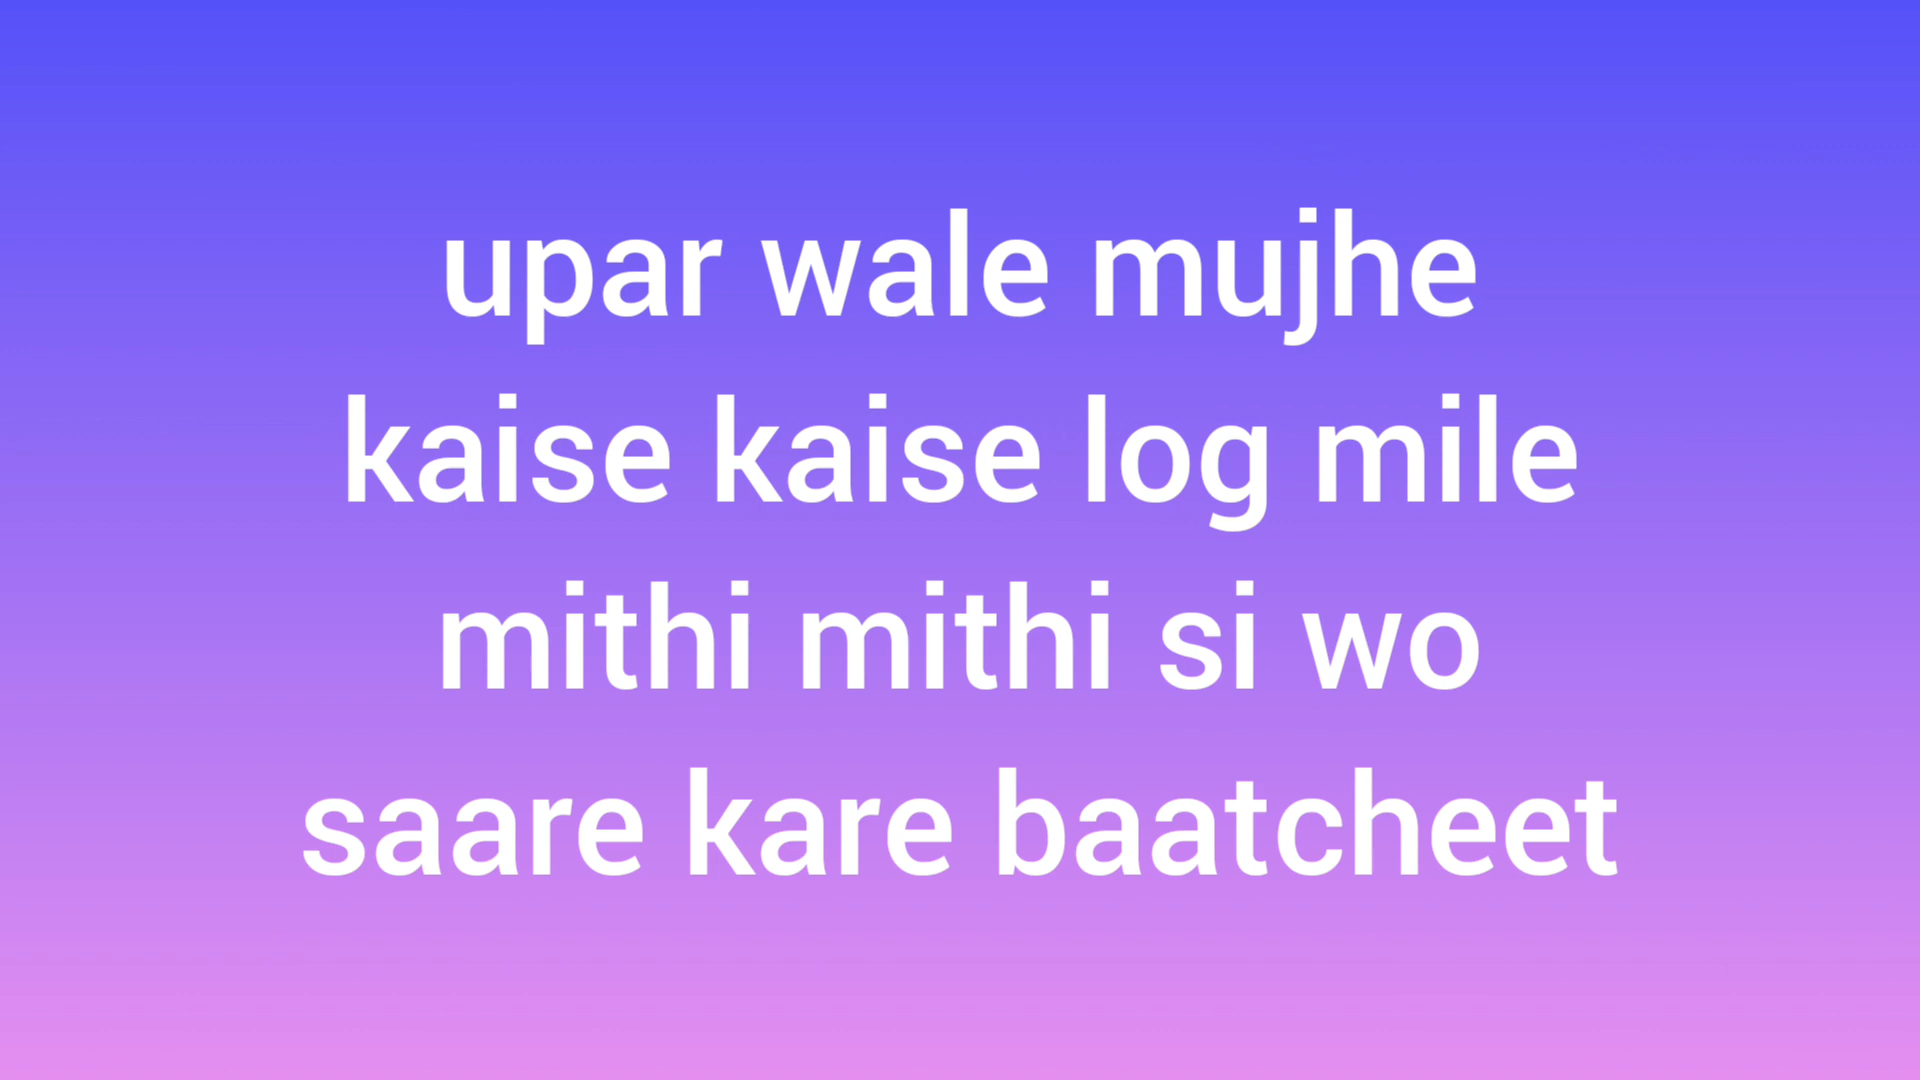 upar wale mujhe
kaise kaise log mile
mithi mithi si wo
saare kare baatcheet